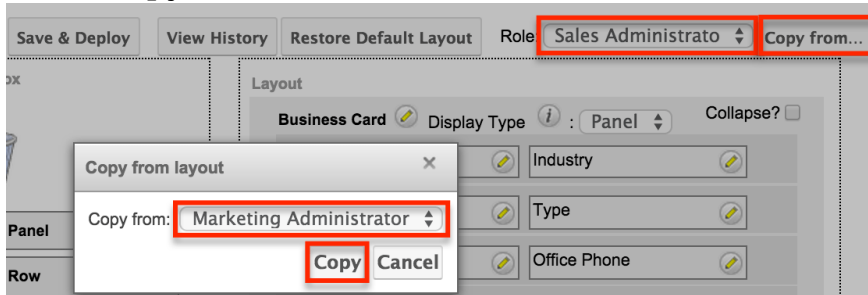 Save & Deploy View History Restore Default Layout Role: Sales Administrato Copy from...
Layout
Business Card Display Type i : Panel Collapse?
Copy from layout ×
Industry
Copy from: Marketing Administrator
Type
Panel
Copy Cancel
Office Phone
Row